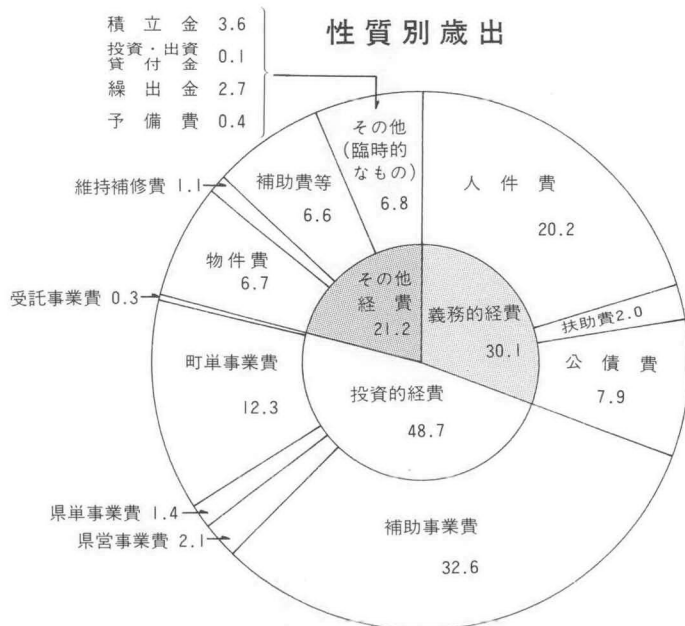 性質別歳出
積立金 3.6
投資・出資
貸付金 0.1
繰出金 2.7
予備費 0.4
その他
(臨時的
なもの)
6.8
人件費
20.2
扶助費2.0
公債費
7.9
補助事業費
32.6
県営事業費 2.1
県単事業費 1.4
町単事業費
12.3
受託事業費 0.3
物件費
6.7
維持補修費 1.1
補助費等
6.6
その他
経費
21.2
義務的経費
30.1
投資的経費
48.7